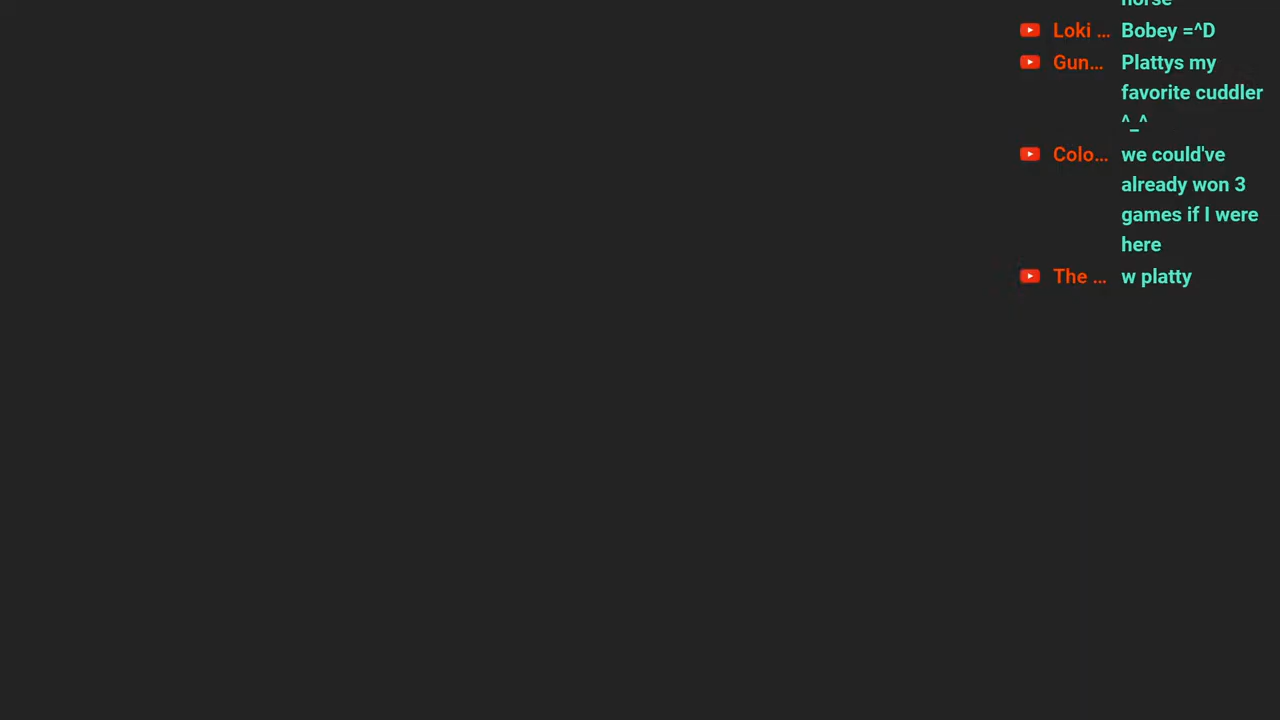 horse
Loki ... Bobey =^D
Gun... Plattys my
favorite cuddler
^_^
Colo... we could've
already won 3
games if I were
here
The ... w platty